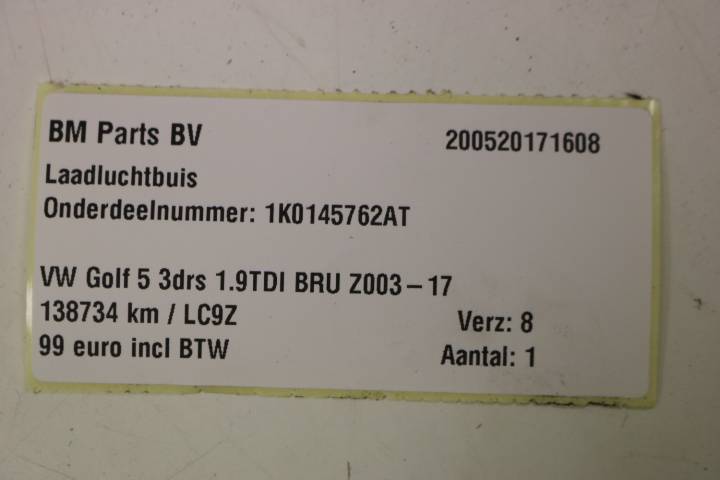 BM Parts BV 200520171608
Laadluchtbuis
Onderdeelnummer: 1K0145762AT
VW Golf 5 3drs 1.9TDI BRU Z003-17
138734 km / LC9Z Verz: 8
99 euro incl BTW Aantal: 1